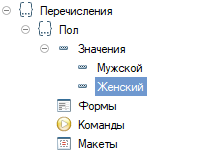 Перечисления
Пол
Значения
Мужской
Женский
Формы
Команды
Макеты